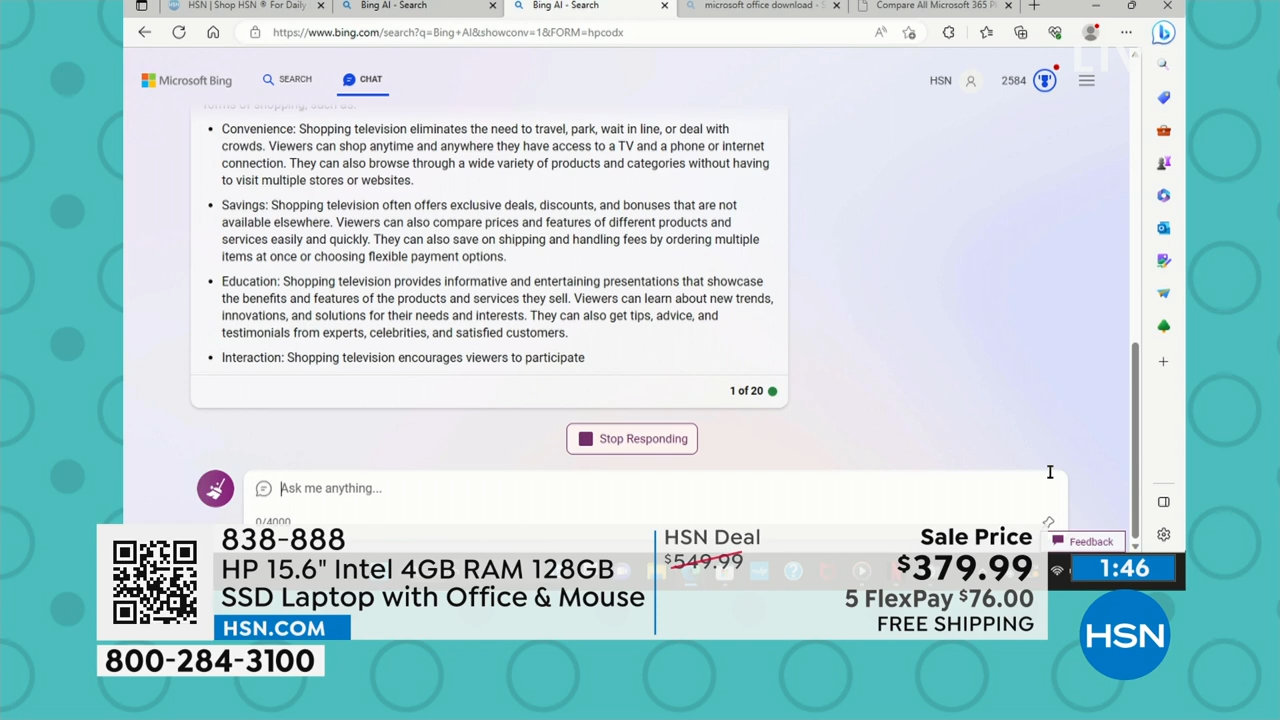 HSN | Shop HSN ® For Daily
Bing AI - Search
Bing AI - Search
microsoft office download - S
Compare All Microsoft 365 P
https://www.bing.com/search?q=Bing+AI&showconv=1&FORM=hpcodx
Microsoft Bing
SEARCH
CHAT
HSN
2584
forms of shopping, such as:
• Convenience: Shopping television eliminates the need to travel, park, wait in line, or deal with
crowds. Viewers can shop anytime and anywhere they have access to a TV and a phone or internet
connection. They can also browse through a wide variety of products and categories without having
to visit multiple stores or websites.
• Savings: Shopping television often offers exclusive deals, discounts, and bonuses that are not
available elsewhere. Viewers can also compare prices and features of different products and
services easily and quickly. They can also save on shipping and handling fees by ordering multiple
items at once or choosing flexible payment options.
• Education: Shopping television provides informative and entertaining presentations that showcase
the benefits and features of the products and services they sell. Viewers can learn about new trends,
innovations, and solutions for their needs and interests. They can also get tips, advice, and
testimonials from experts, celebrities, and satisfied customers.
• Interaction: Shopping television encourages viewers to participate
1 of 20
Stop Responding
Ask me anything...
0/4000
Feedback
838-888
HP 15.6" Intel 4GB RAM 128GB
SSD Laptop with Office & Mouse
HSN.COM
800-284-3100
HSN Deal
$549.99
Sale Price
$379.99
5 FlexPay $76.00
FREE SHIPPING
1:46
HSN